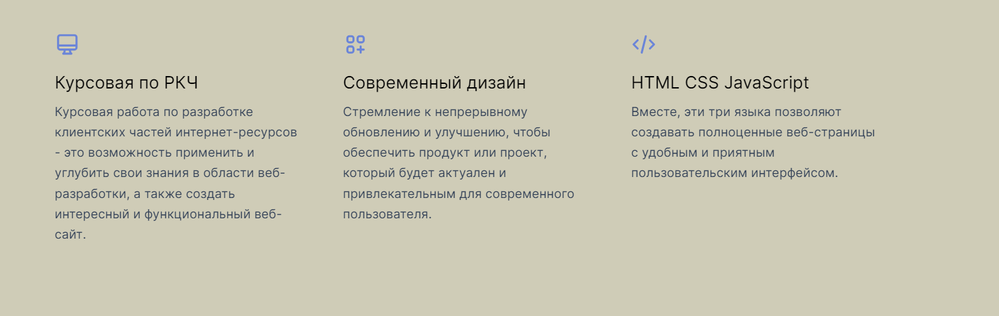 Курсовая по РКЧ
Курсовая работа по разработке
клиентских частей интернет-ресурсов
- это возможность применить и
углубить свои знания в области веб-
разработки, а также создать
интересный и функциональный веб-
сайт.
Современный дизайн
Стремление к непрерывному
обновлению и улучшению, чтобы
обеспечить продукт или проект,
который будет актуален и
привлекательным для современного
пользователя.
HTML CSS JavaScript
Вместе, эти три языка позволяют
создавать полноценные веб-страницы
с удобным и приятным
пользовательским интерфейсом.